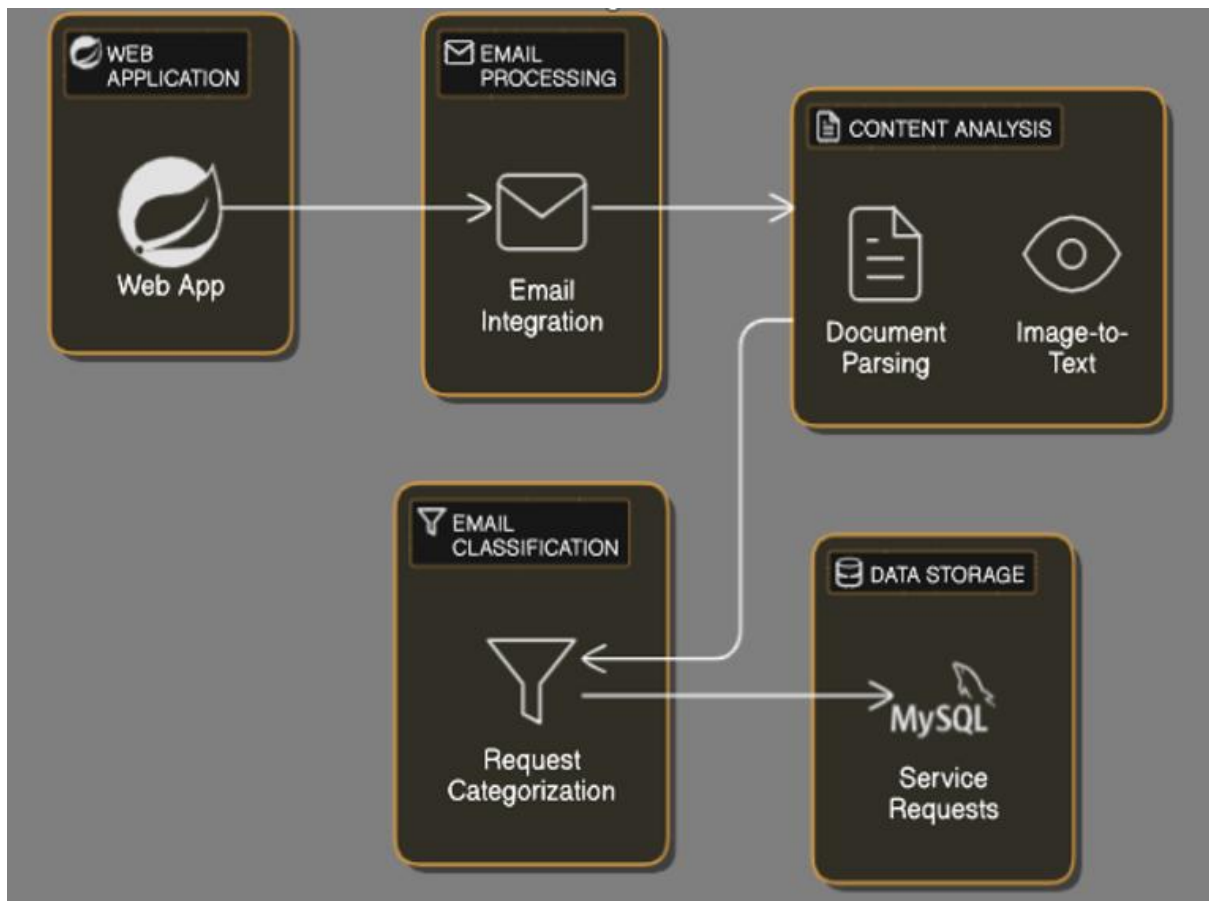 WEB
APPLICATION
Web App
EMAIL
PROCESSING
Email
Integration
CONTENT ANALYSIS
Document
Parsing
Image-to-
Text
EMAIL
CLASSIFICATION
Request
Categorization
DATA STORAGE
MySQL
Service
Requests